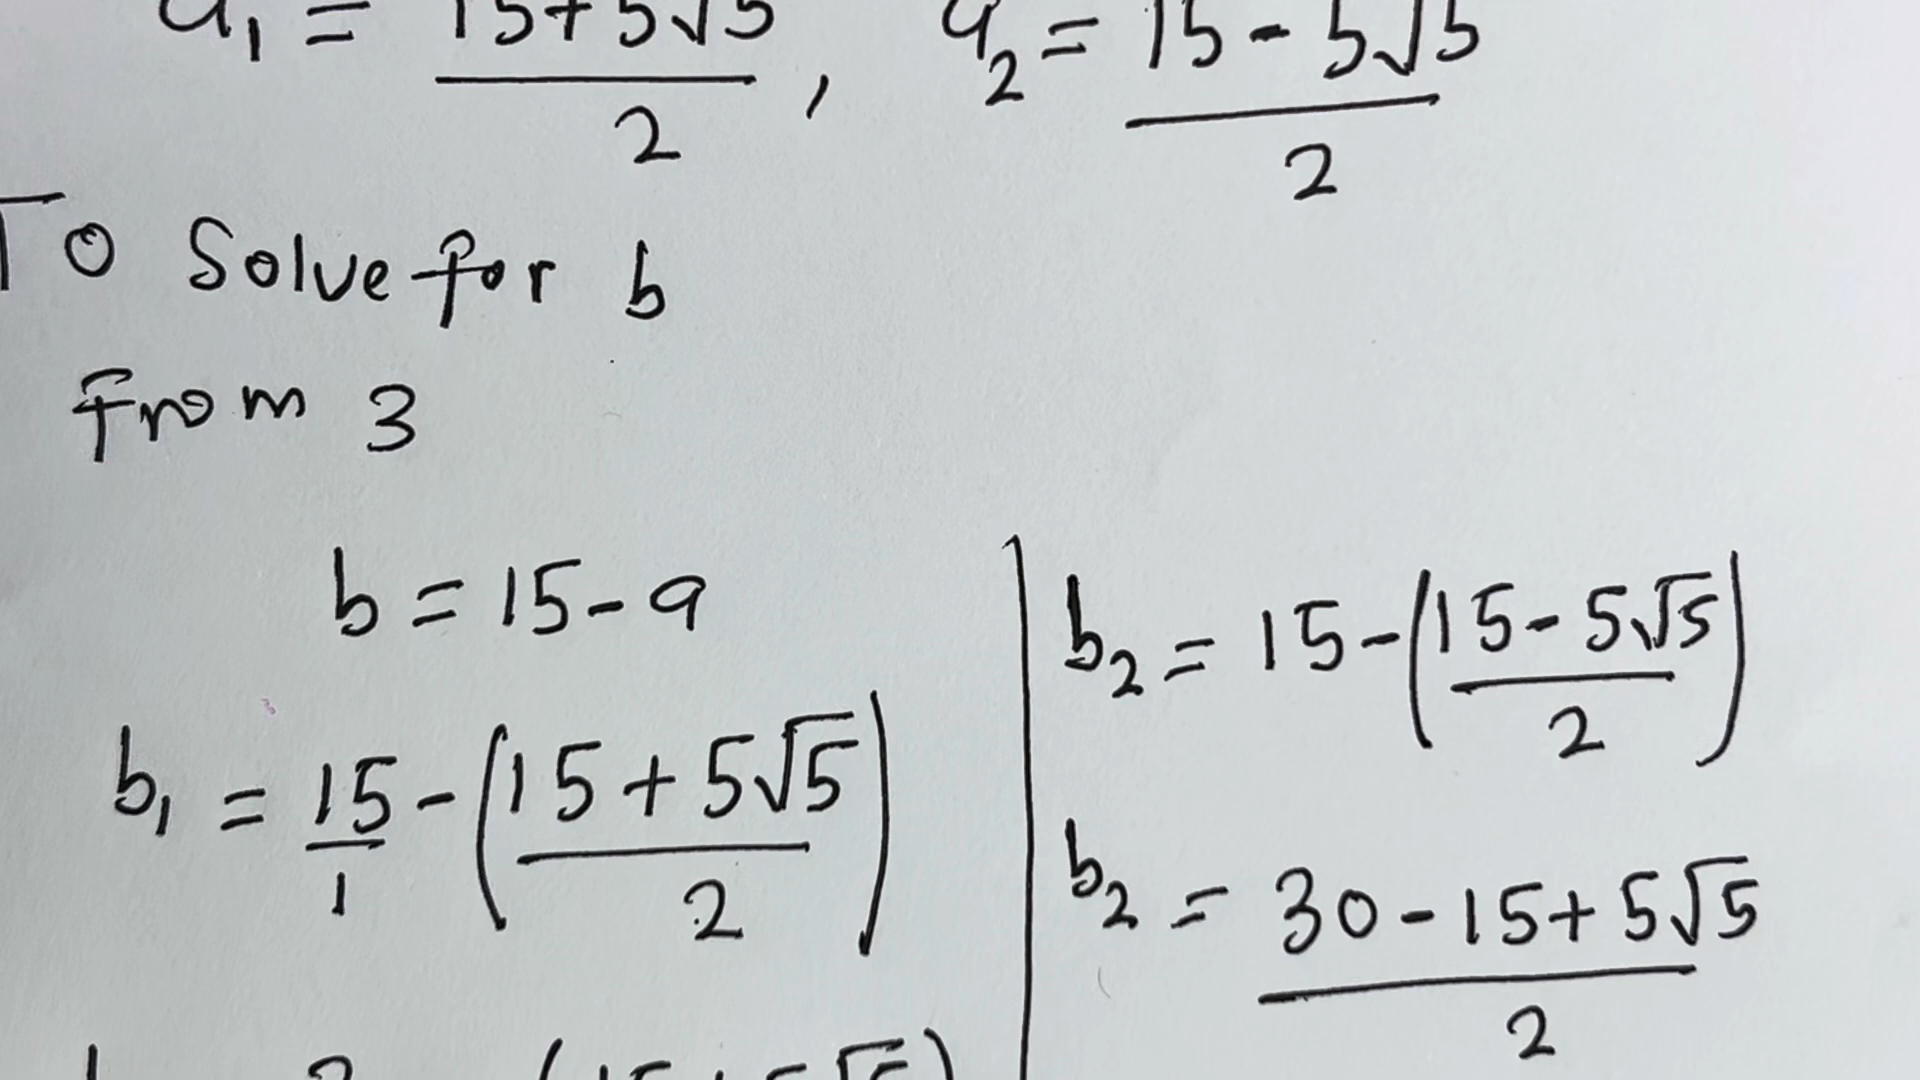 a₁ = (15+5√5)/2 , a₂ = (15-5√5)/2
To Solve for b
From 3
b = 15-a
b₁ = 15/1 - ((15+5√5)/2)
b₂ = 15-((15-5√5)/2)
b₂ = (30-15+5√5)/2